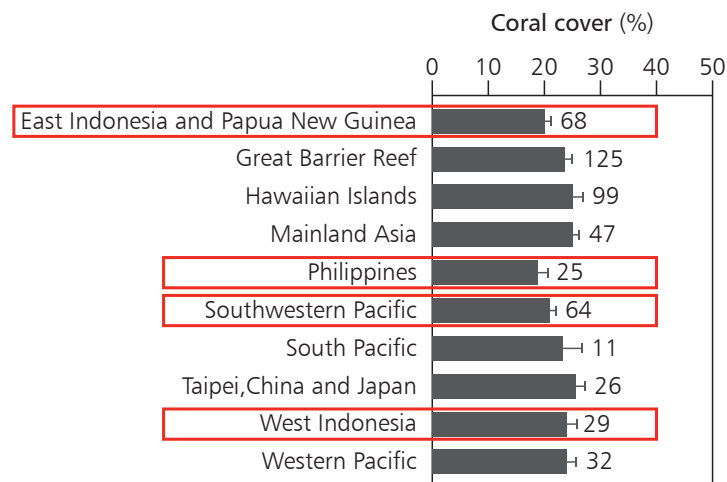 Coral cover (%)
0 10 20 30 40 50
East Indonesia and Papua New Guinea 68
Great Barrier Reef 125
Hawaiian Islands 99
Mainland Asia 47
Philippines 25
Southwestern Pacific 64
South Pacific 11
Taipei,China and Japan 26
West Indonesia 29
Western Pacific 32